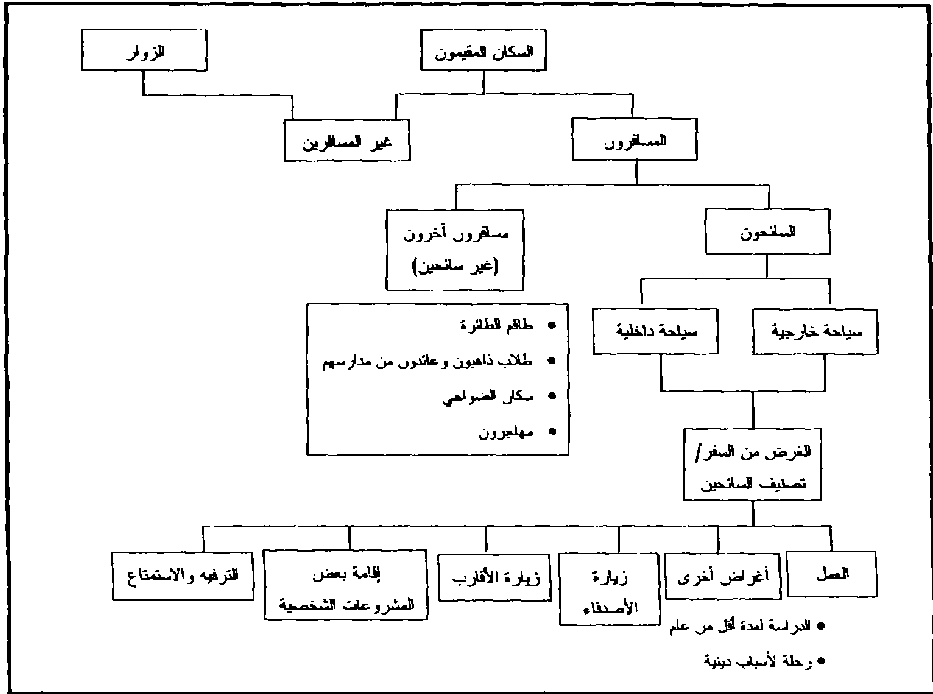 السكان المقيمون
الزوار
المسافرون
غير المسافرين
السائحون
مسافرون أخرون
(غير سائحين)
سياحة خارجية
سياحة داخلية
• طاقم الطائرة
• طلاب ذاهبون وعائدون من مدارسهم
• سكان الضواحي
• مهاجرون
الغرض من السفر/
تصنيف السائحين
العمل
أغراض أخرى
زيارة
الأصدقاء
زيارة الأقارب
إقامة بعض
المشروعات الشخصية
الترفيه والاستمتاع
• الدراسة لمدة أقل من عام
• رحلة لأسباب دينية